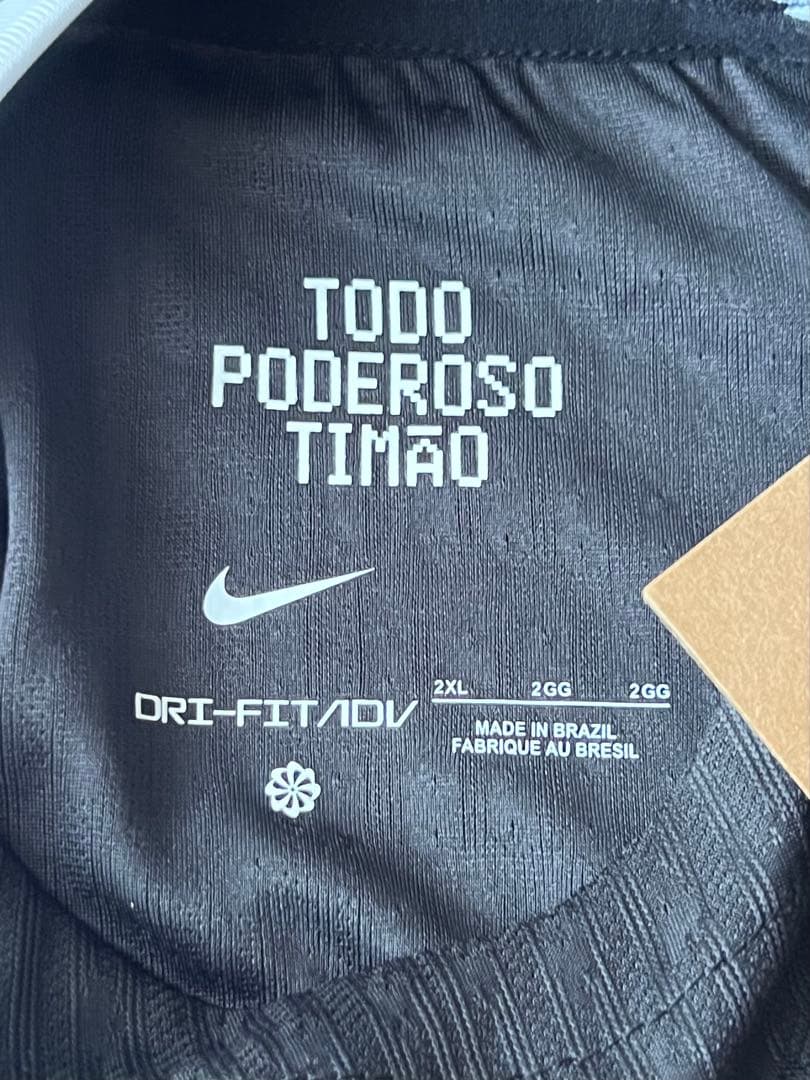 TODO
PODEROSO
TIMÃO
DRI-FIT ADV
2XL 2GG 2GG
MADE IN BRAZIL
FABRIQUE AU BRESIL